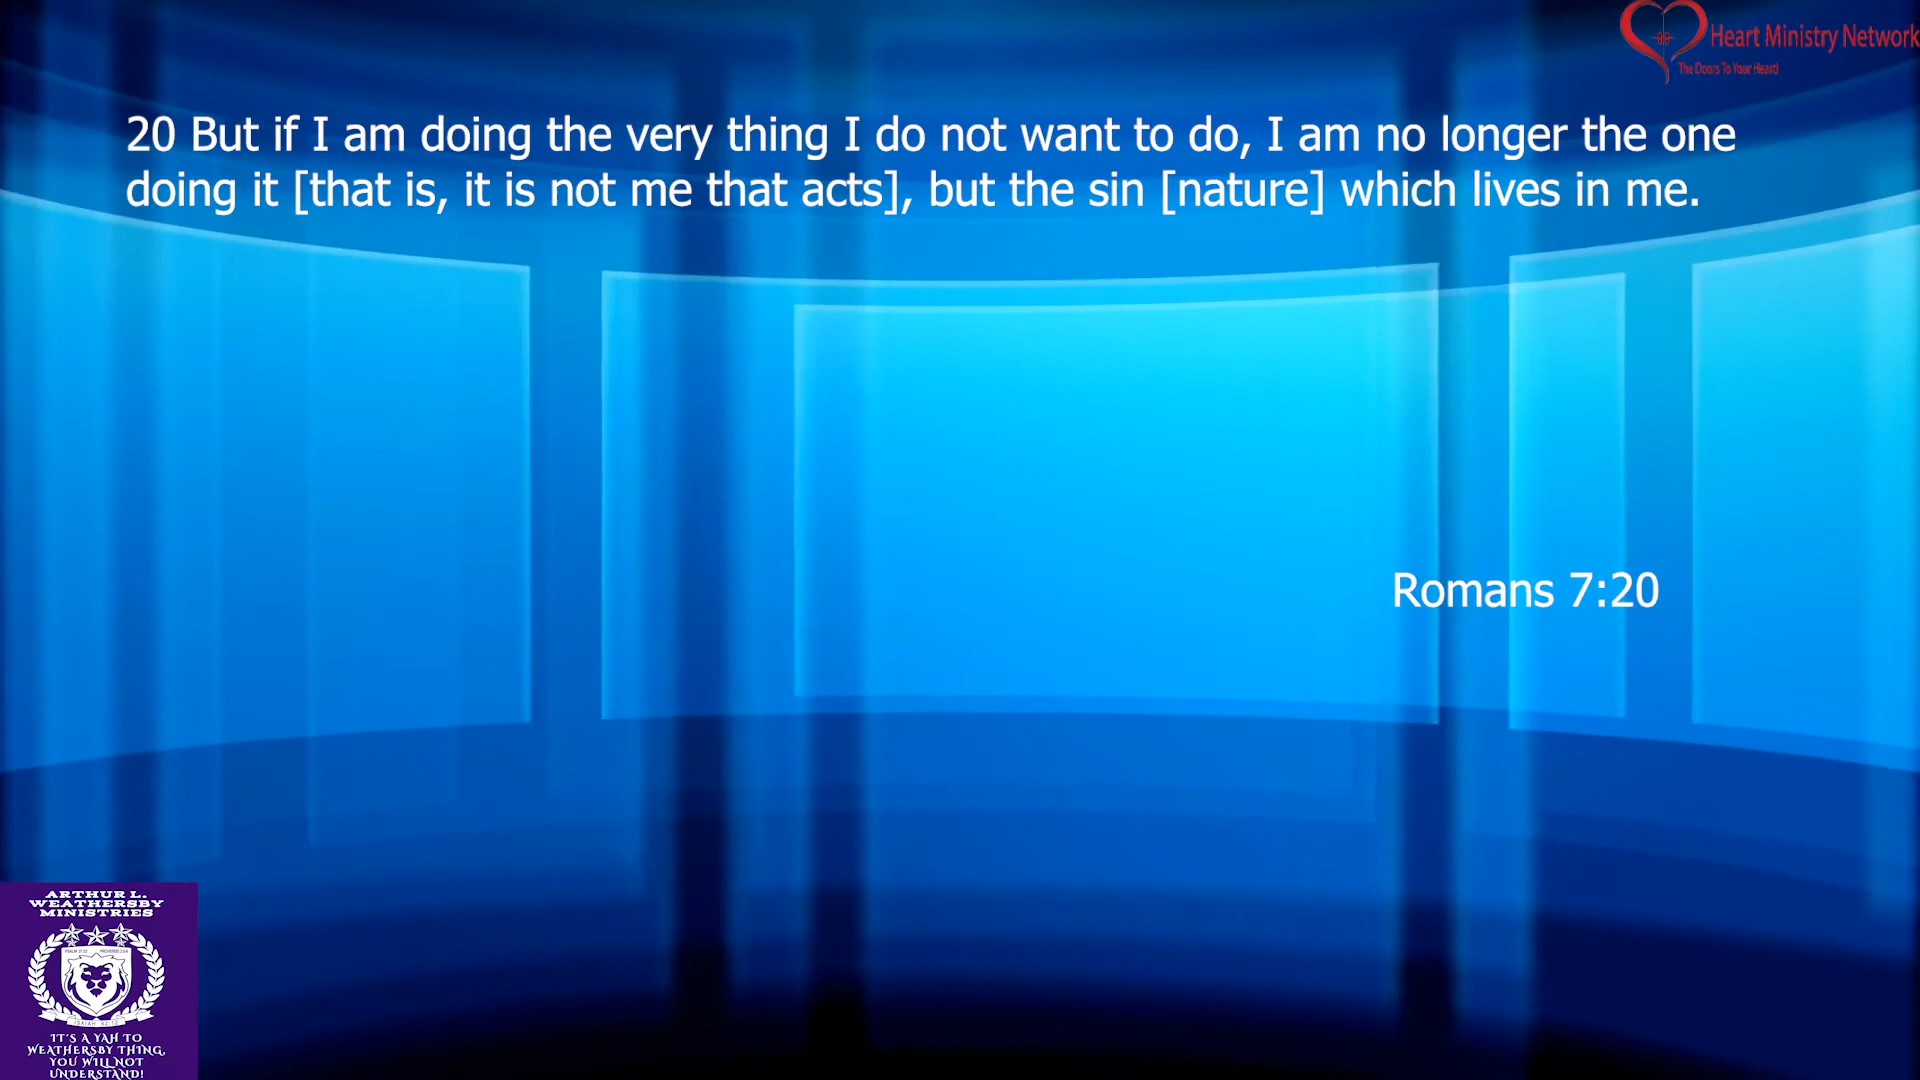 Heart Ministry Network
The Doors To Your Heart!
20 But if I am doing the very thing I do not want to do, I am no longer the one
doing it [that is, it is not me that acts], but the sin [nature] which lives in me.
Romans 7:20
ARTHUR L.
WEATHERSBY
MINISTRIES
IT'S A YAH TO
WEATHERSBY THING,
YOU WILL NOT
UNDERSTAND!